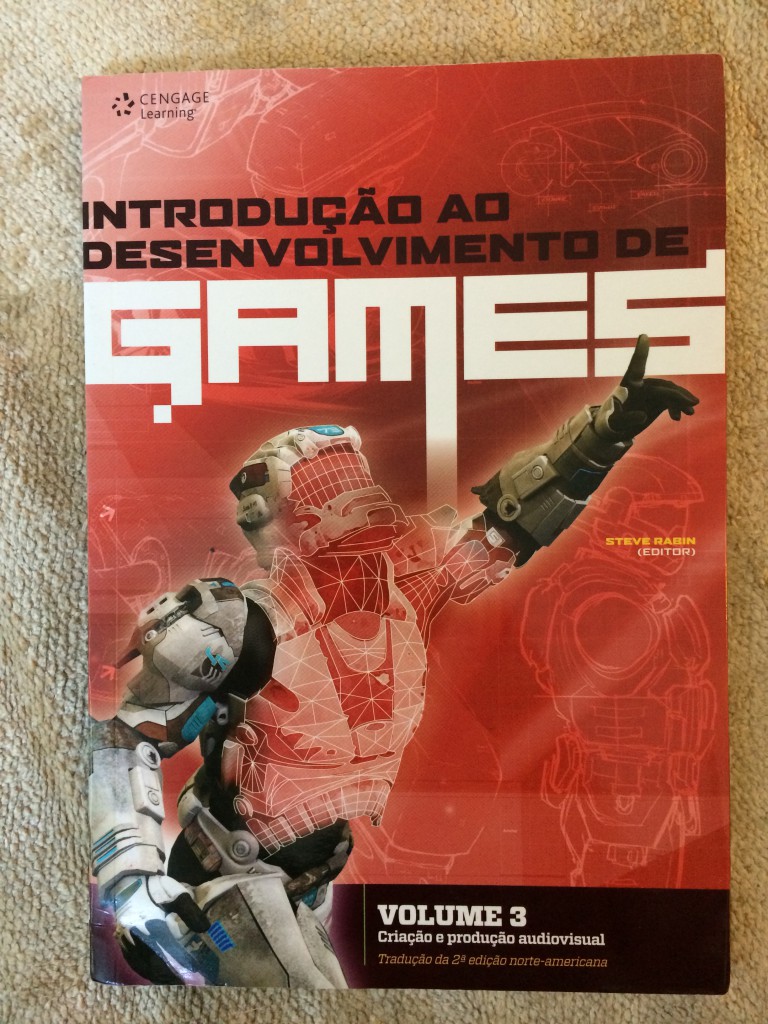 CENGAGE
Learning
INTRODUÇÃO AO
DESENVOLVIMENTO DE
GAMES
STEVE RABIN
(EDITOR)
VOLUME 3
Criação e produção audiovisual
Tradução da 2ª edição norte-americana